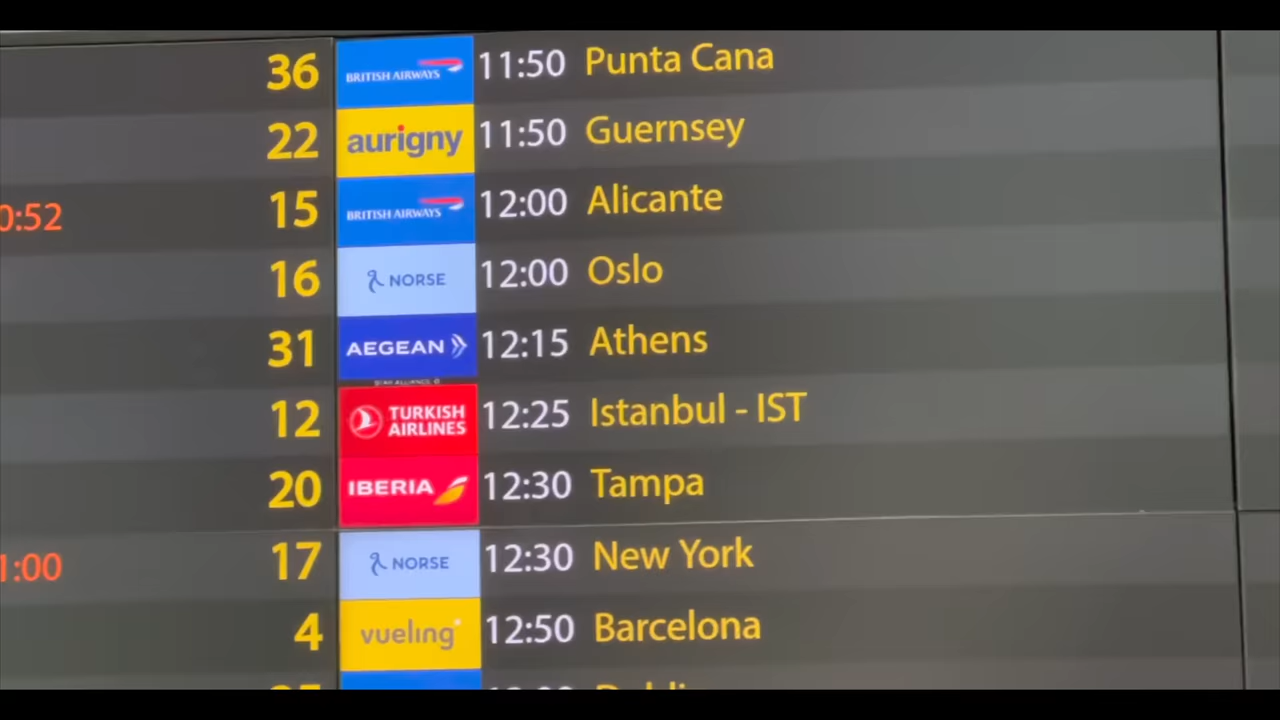 36 BRITISH AIRWAYS 11:50 Punta Cana
22 aurigny 11:50 Guernsey
0:52 15 BRITISH AIRWAYS 12:00 Alicante
16 NORSE 12:00 Oslo
31 AEGEAN 12:15 Athens
STAR ALLIANCE
12 TURKISH AIRLINES 12:25 Istanbul - IST
20 IBERIA 12:30 Tampa
1:00 17 NORSE 12:30 New York
4 vueling 12:50 Barcelona